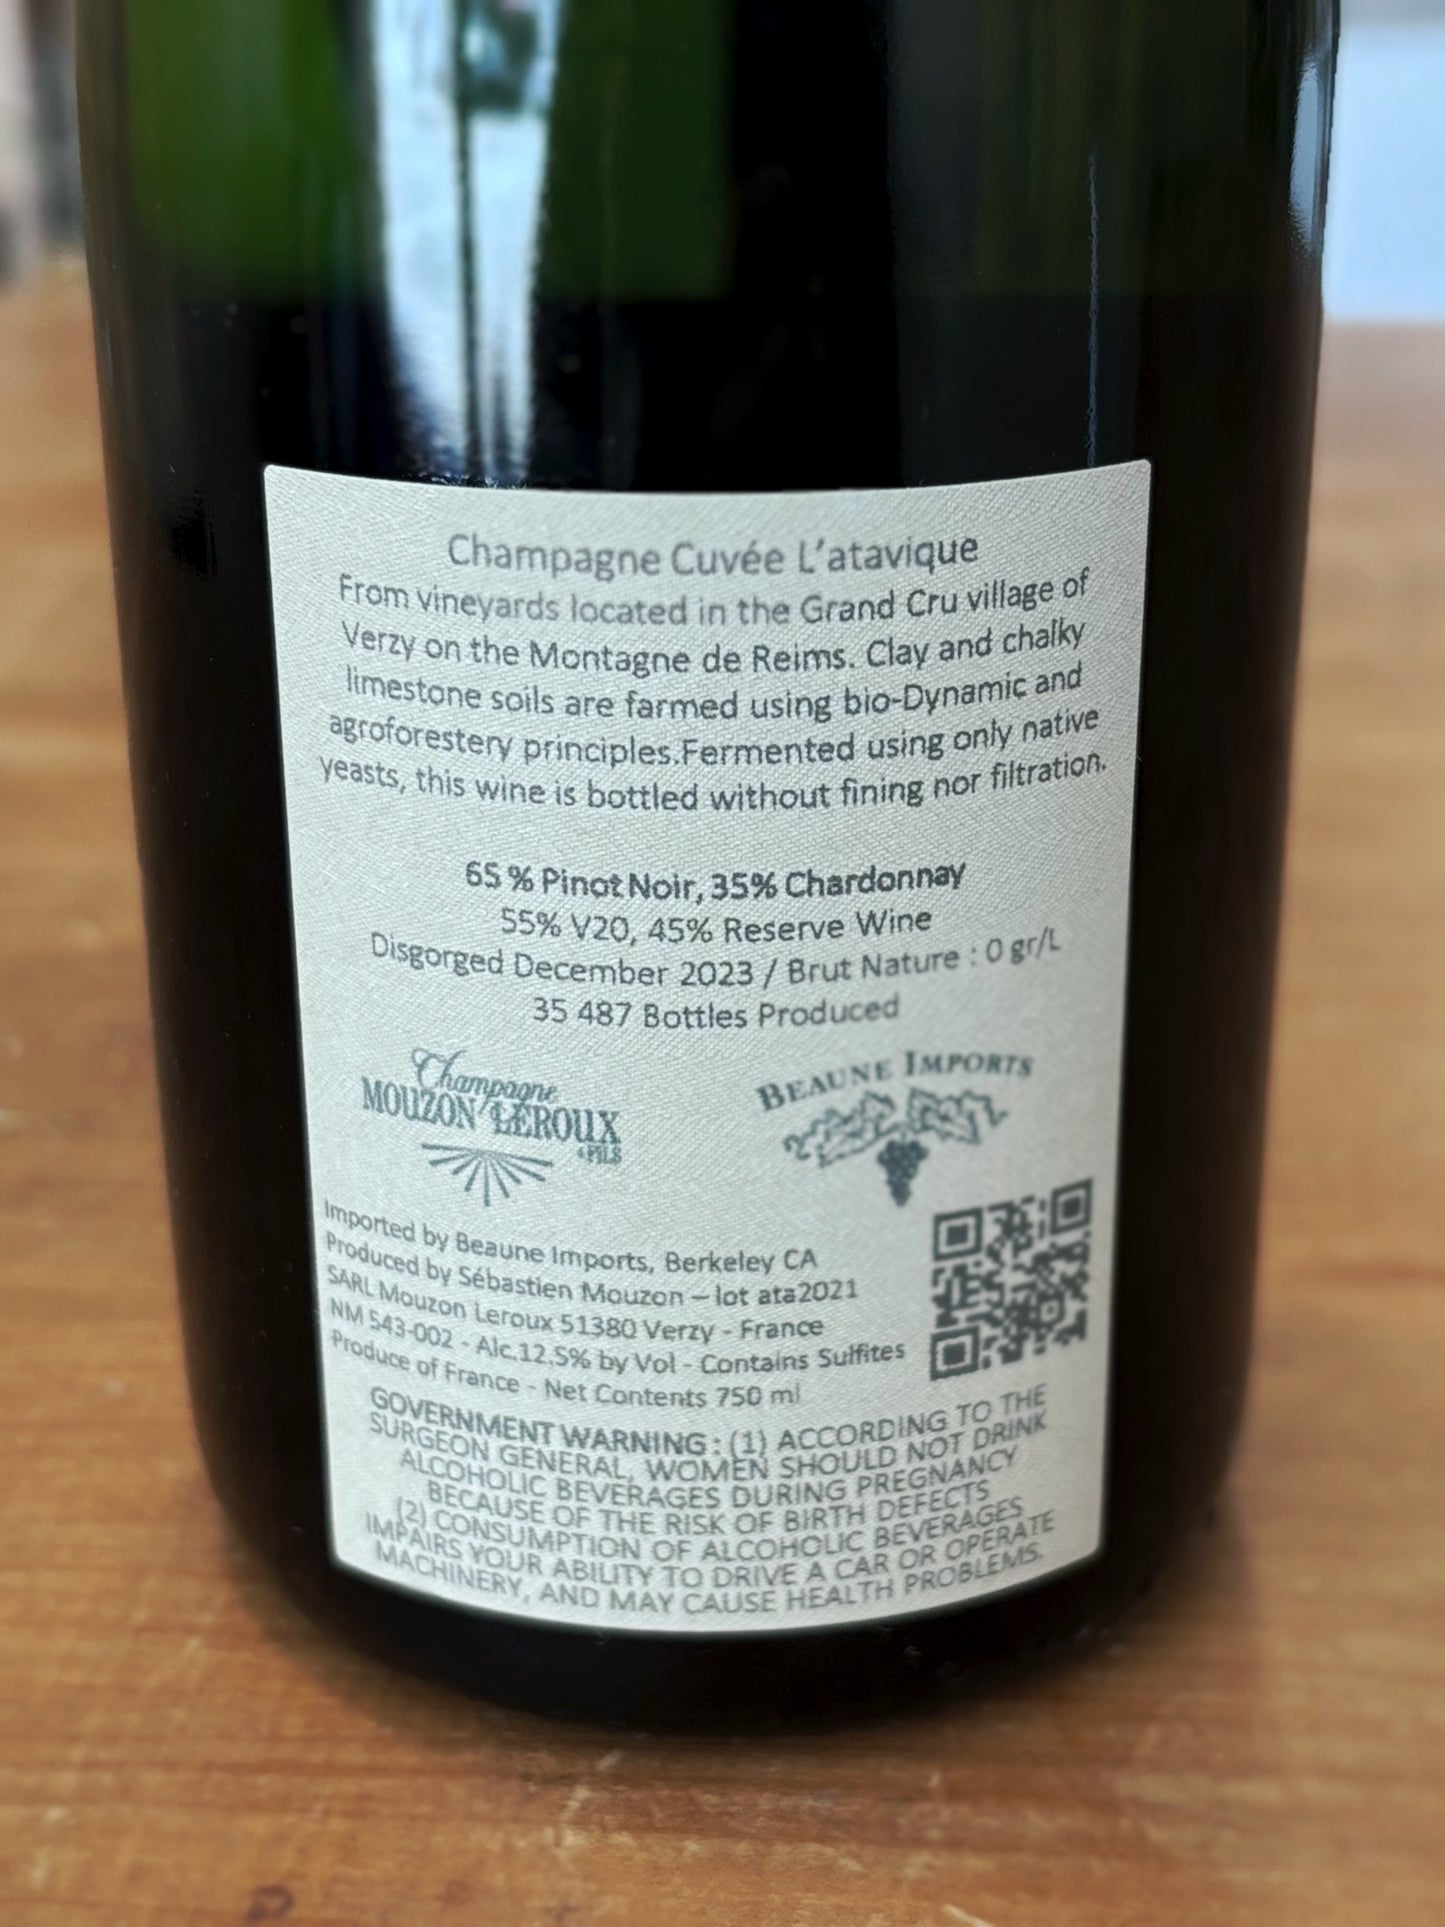 Champagne Cuvée L'atavique
From vineyards located in the Grand Cru village of
Verzy on the Montagne de Reims. Clay and chalky
limestone soils are farmed using bio-Dynamic and
agroforestery principles.Fermented using only native
yeasts, this wine is bottled without fining nor filtration.
65 % Pinot Noir, 35% Chardonnay
55% V20, 45% Reserve Wine
Disgorged December 2023 / Brut Nature : 0 gr/L
35 487 Bottles Produced
Champagne
MOUZON LEROUX
& FILS
BEAUNE IMPORTS
Imported by Beaune Imports, Berkeley CA
Produced by Sébastien Mouzon – lot ata2021
SARL Mouzon Leroux 51380 Verzy - France
NM 543-002 - Alc.12.5% by Vol - Contains Sulfites
Produce of France - Net Contents 750 ml
GOVERNMENT WARNING : (1) ACCORDING TO THE
SURGEON GENERAL, WOMEN SHOULD NOT DRINK
ALCOHOLIC BEVERAGES DURING PREGNANCY
BECAUSE OF THE RISK OF BIRTH DEFECTS
(2) CONSUMPTION OF ALCOHOLIC BEVERAGES
IMPAIRS YOUR ABILITY TO DRIVE A CAR OR OPERATE
MACHINERY, AND MAY CAUSE HEALTH PROBLEMS.